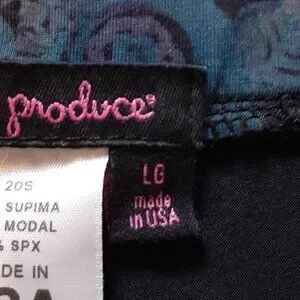 produce®
LG
made
in USA
20S
SUPIMA
MODAL
% SPX
DE IN